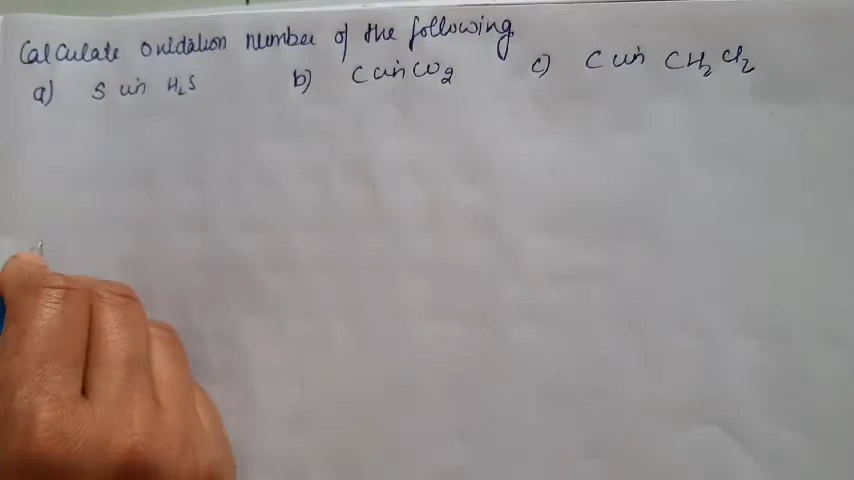 Calculate oxidation number of the following
a) S in H₂S b) C in CO₂ c) C in CH₂Cl₂